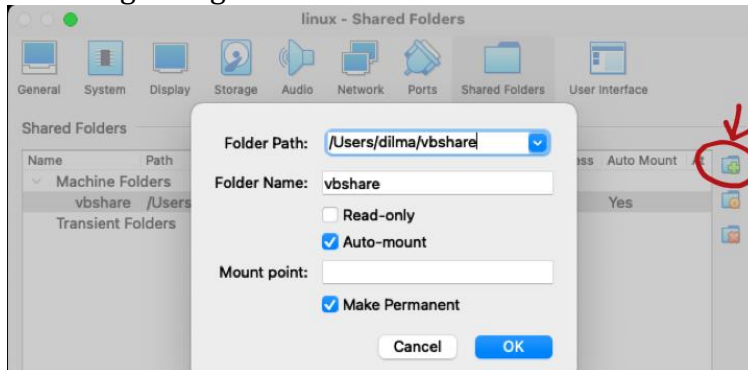 linux - Shared Folders
General System Display Storage Audio Network Ports Shared Folders User Interface
Shared Folders
Name Path Auto Mount At
Machine Folders
vbshare /Users Yes
Transient Folders
Folder Path: /Users/dilma/vbshare
Folder Name: vbshare
Read-only
Auto-mount
Mount point:
Make Permanent
Cancel OK